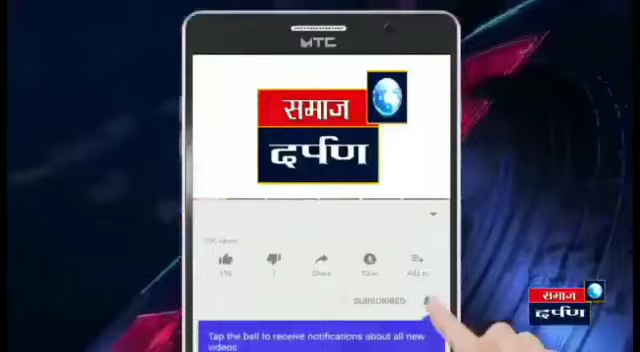 MTC
समाज
दर्पण
Share
Save
Add to
SUBSCRIBED
समाज
दर्पण
Tap the bell to receive notifications about all new
videos